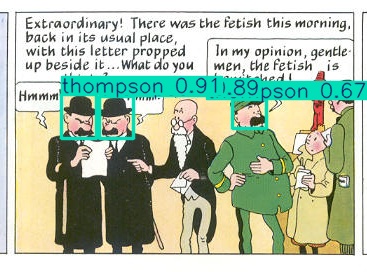 Extraordinary! There was the fetish this morning,
back in its usual place,
with this letter propped
up beside it...What do you
In my opinion, gentle-
men, the fetish is
Hmmm
thompson 0.91
.89
pson 0.67